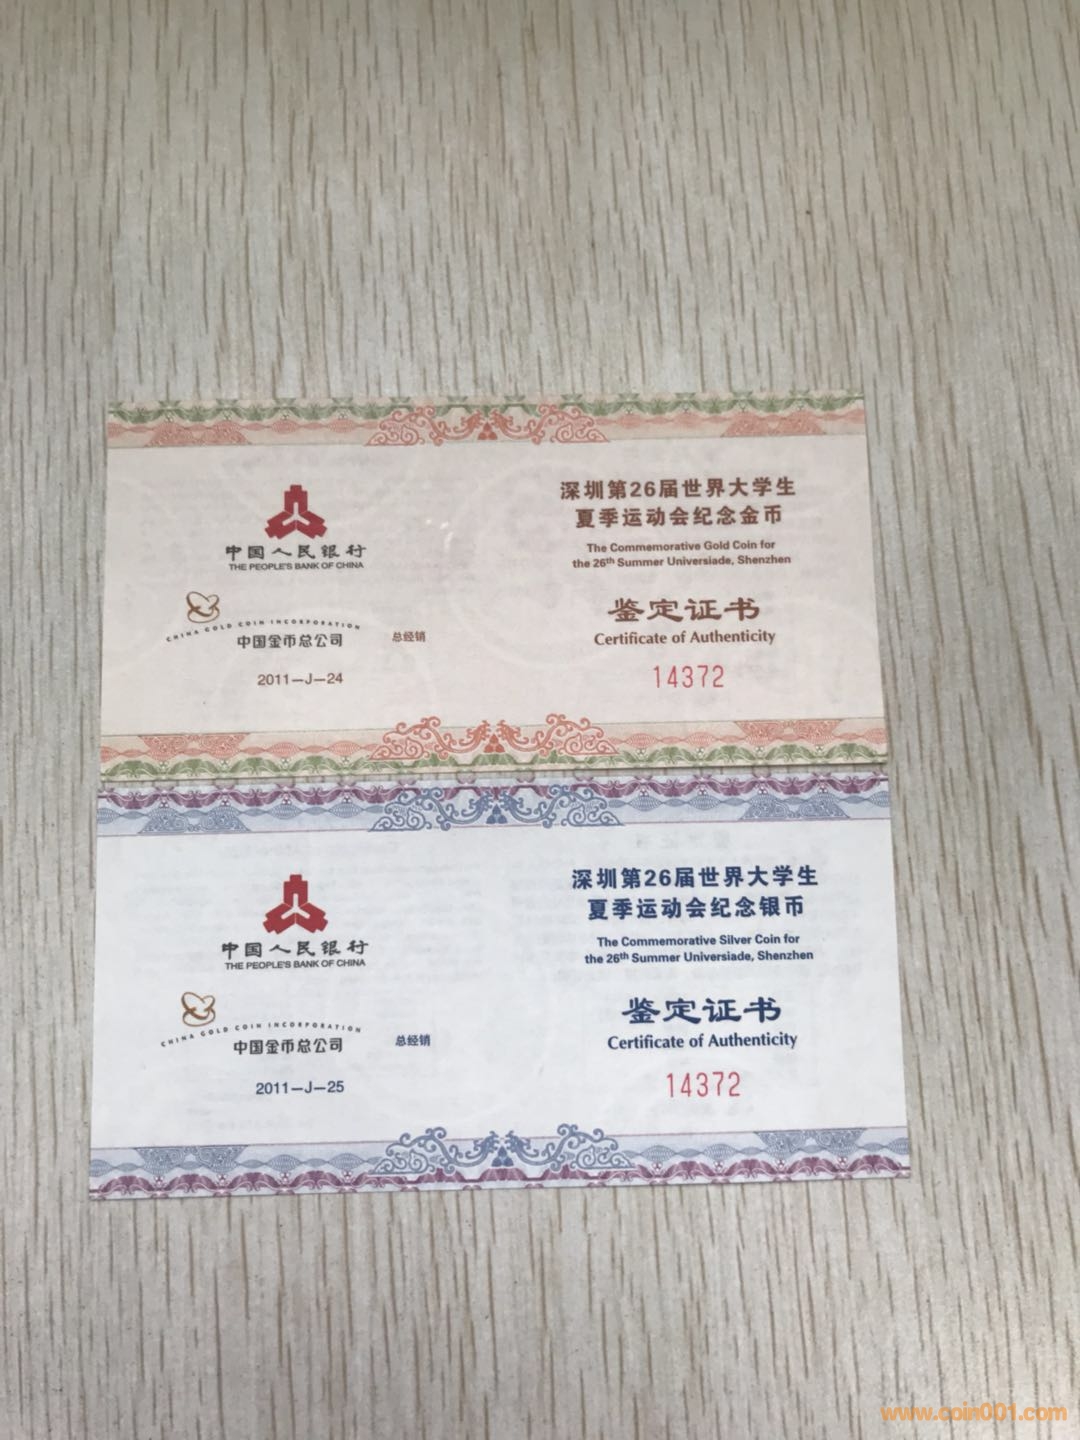 中国人民银行
THE PEOPLE'S BANK OF CHINA
CHINA GOLD COIN INCORPORATION
中国金币总公司
总经销
2011-J-24
深圳第26届世界大学生
夏季运动会纪念金币
The Commemorative Gold Coin for
the 26th Summer Universiade, Shenzhen
鉴定证书
Certificate of Authenticity
14372
中国人民银行
THE PEOPLE'S BANK OF CHINA
CHINA GOLD COIN INCORPORATION
中国金币总公司
总经销
2011-J-25
深圳第26届世界大学生
夏季运动会纪念银币
The Commemorative Silver Coin for
the 26th Summer Universiade, Shenzhen
鉴定证书
Certificate of Authenticity
14372
www.coin001.com